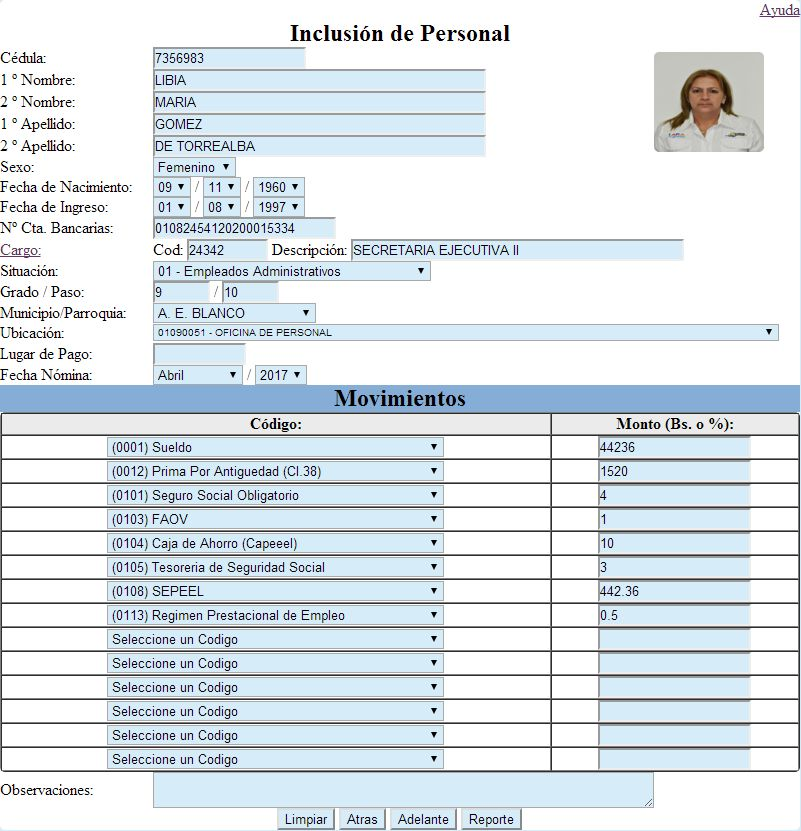 Ayuda
Inclusión de Personal
Cédula: 7356983
1 º Nombre: LIBIA
2 º Nombre: MARIA
1 º Apellido: GOMEZ
2 º Apellido: DE TORREALBA
Sexo: Femenino
Fecha de Nacimiento: 09 / 11 / 1960
Fecha de Ingreso: 01 / 08 / 1997
Nº Cta. Bancarias: 01082454120200015334
Cargo: Cod: 24342 Descripción: SECRETARIA EJECUTIVA II
Situación: 01 - Empleados Administrativos
Grado / Paso: 9 / 10
Municipio/Parroquia: A. E. BLANCO
Ubicación: 01090051 - OFICINA DE PERSONAL
Lugar de Pago:
Fecha Nómina: Abril / 2017
Movimientos
Código: Monto (Bs. o %):
(0001) Sueldo 44236
(0012) Prima Por Antiguedad (Cl.38) 1520
(0101) Seguro Social Obligatorio 4
(0103) FAOV 1
(0104) Caja de Ahorro (Capeeel) 10
(0105) Tesoreria de Seguridad Social 3
(0108) SEPEEL 442.36
(0113) Regimen Prestacional de Empleo 0.5
Seleccione un Codigo
Seleccione un Codigo
Seleccione un Codigo
Seleccione un Codigo
Seleccione un Codigo
Seleccione un Codigo
Observaciones:
Limpiar Atras Adelante Reporte